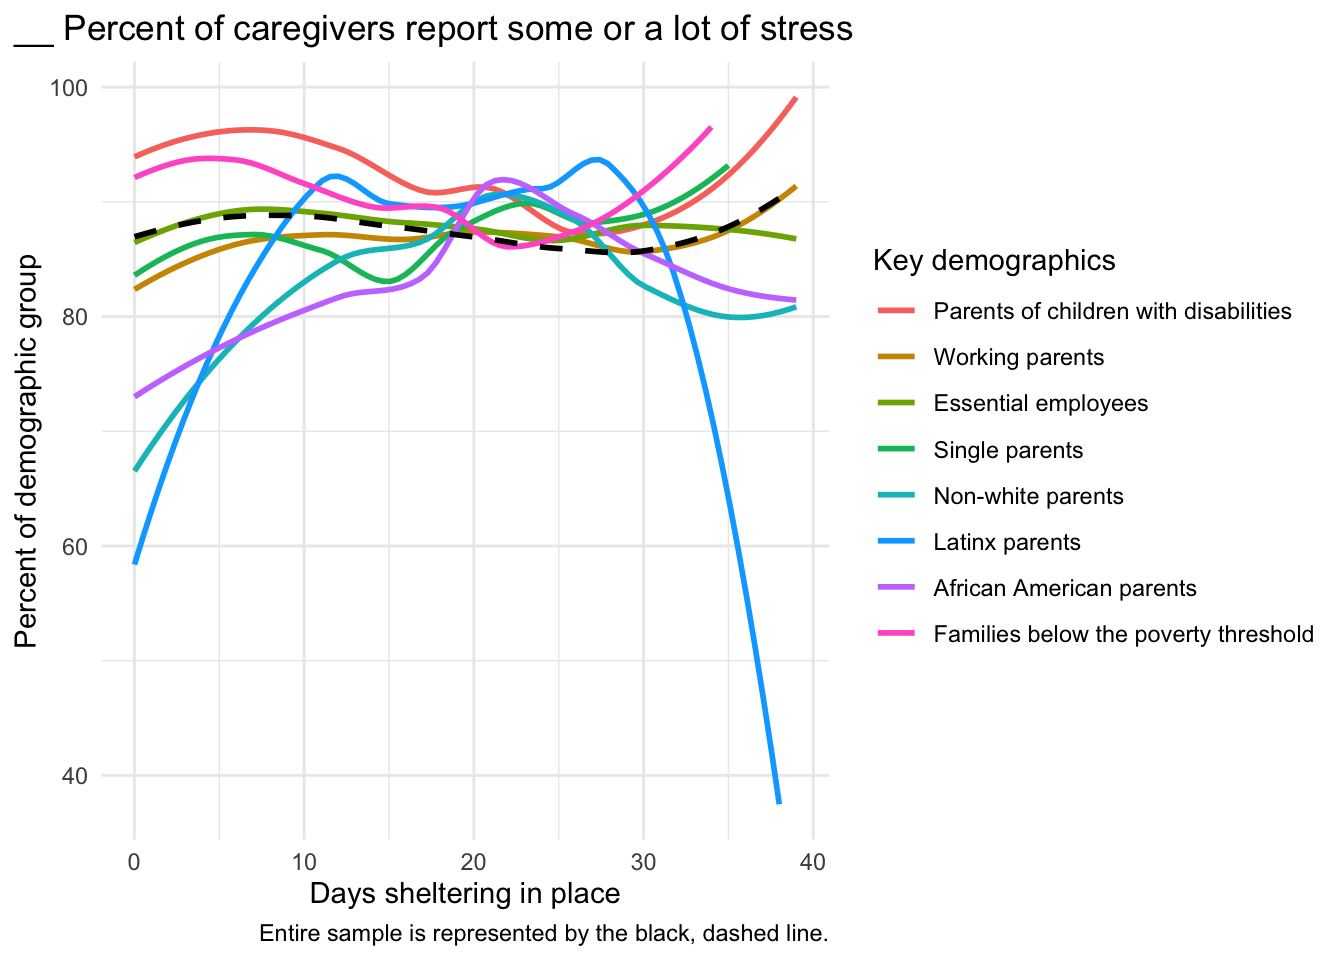 __ Percent of caregivers report some or a lot of stress
100
80
60
40
Percent of demographic group
0 10 20 30 40
Days sheltering in place
Entire sample is represented by the black, dashed line.
Key demographics
Parents of children with disabilities
Working parents
Essential employees
Single parents
Non-white parents
Latinx parents
African American parents
Families below the poverty threshold